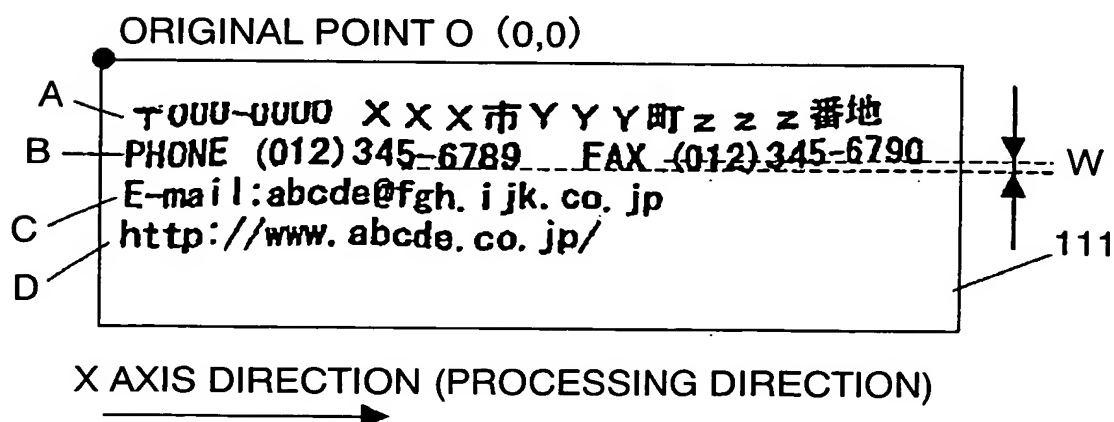 ORIGINAL POINT O (0,0)
A
〒000-0000 XXX市YYY町zzz番地
B
PHONE (012)345-6789 FAX (012)345-6790
W
E-mail:abcde@fgh.ijk.co.jp
C
http://www.abcde.co.jp/
111
D
X AXIS DIRECTION (PROCESSING DIRECTION)